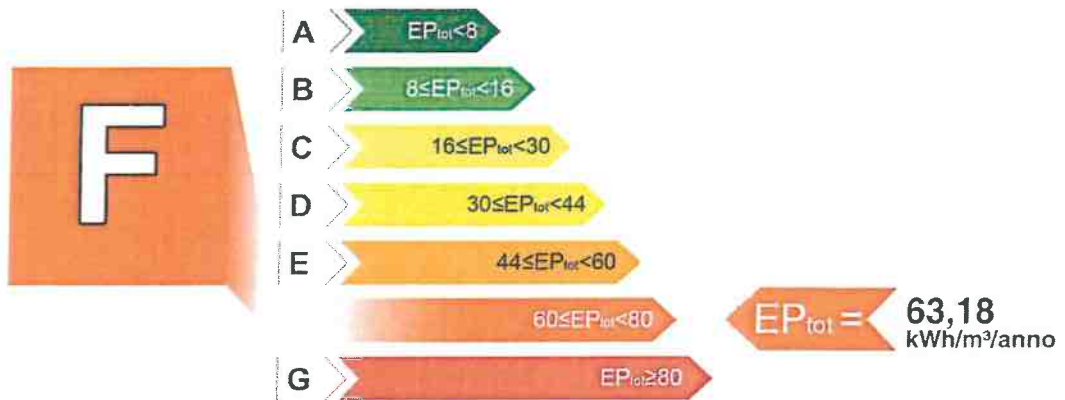 A EPtot<8
B 8≤EPtot<16
F
C 16≤EPtot<30
D 30≤EPtot<44
E 44≤EPtot<60
60≤EPtot<80
EPtot = 63,18
kWh/m³/anno
G EPtot≥80